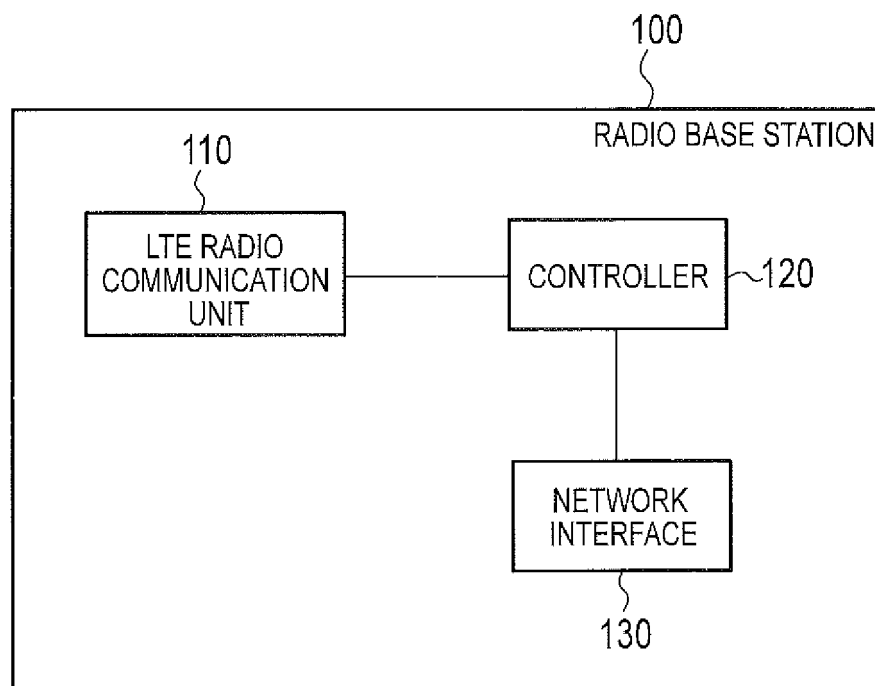 100
RADIO BASE STATION
110
LTE RADIO
COMMUNICATION
UNIT
CONTROLLER
120
NETWORK
INTERFACE
130